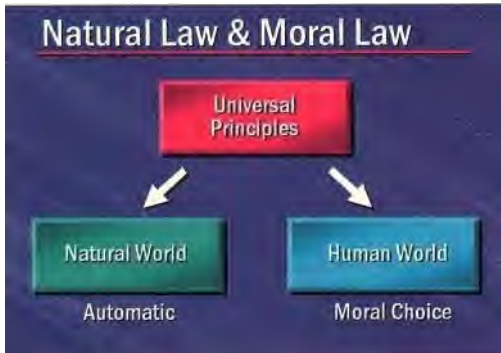 Natural Law & Moral Law
Universal
Principles
Natural World
Human World
Automatic
Moral Choice